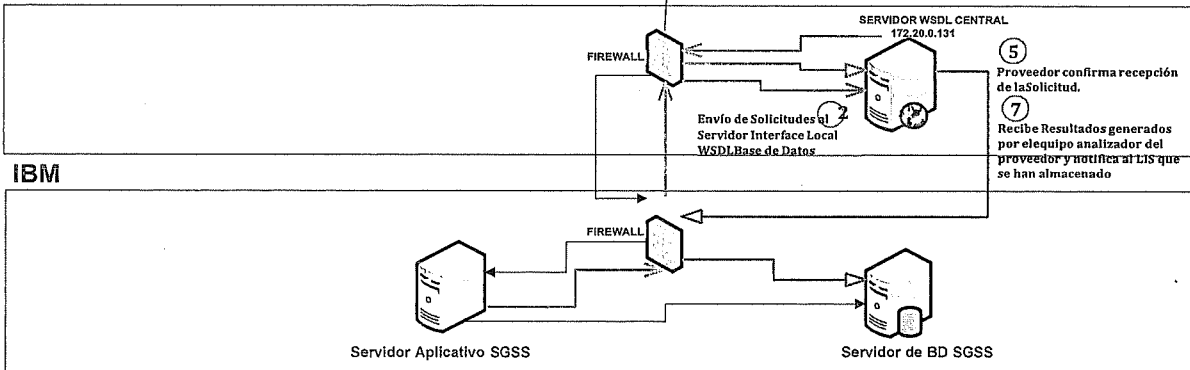 SERVIDOR WSDL CENTRAL
172.20.0.131
FIREWALL
5
Proveedor confirma recepción
de laSolicitud.
2
Envío de Solicitudes al
Servidor Interface Local
WSDLBase de Datos
7
Recibe Resultados generados
por elequipo analizador del
proveedor y notifica al LIS que
se han almacenado
IBM
FIREWALL
Servidor Aplicativo SGSS
Servidor de BD SGSS